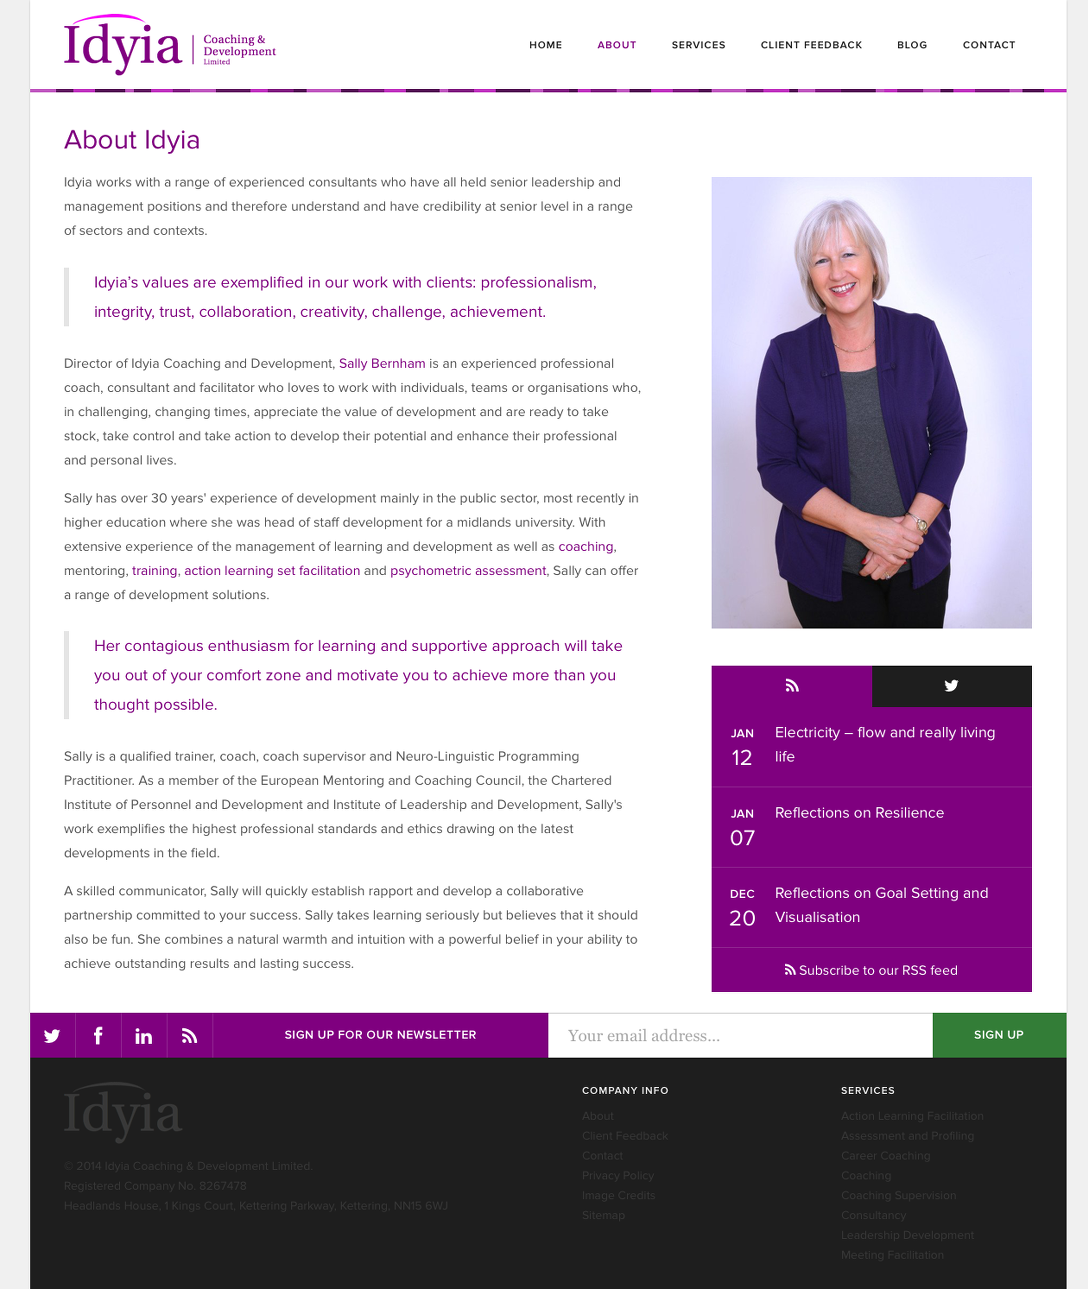 Idyia
Coaching &
Development
Limited
HOME ABOUT SERVICES CLIENT FEEDBACK BLOG CONTACT
About Idyia
Idyia works with a range of experienced consultants who have all held senior leadership and
management positions and therefore understand and have credibility at senior level in a range
of sectors and contexts.
Idyia's values are exemplified in our work with clients: professionalism,
integrity, trust, collaboration, creativity, challenge, achievement.
Director of Idyia Coaching and Development, Sally Bernham is an experienced professional
coach, consultant and facilitator who loves to work with individuals, teams or organisations who,
in challenging, changing times, appreciate the value of development and are ready to take
stock, take control and take action to develop their potential and enhance their professional
and personal lives.
Sally has over 30 years' experience of development mainly in the public sector, most recently in
higher education where she was head of staff development for a midlands university. With
extensive experience of the management of learning and development as well as coaching,
mentoring, training, action learning set facilitation and psychometric assessment, Sally can offer
a range of development solutions.
Her contagious enthusiasm for learning and supportive approach will take
you out of your comfort zone and motivate you to achieve more than you
thought possible.
Sally is a qualified trainer, coach, coach supervisor and Neuro-Linguistic Programming
Practitioner. As a member of the European Mentoring and Coaching Council, the Chartered
Institute of Personnel and Development and Institute of Leadership and Development, Sally's
work exemplifies the highest professional standards and ethics drawing on the latest
developments in the field.
A skilled communicator, Sally will quickly establish rapport and develop a collaborative
partnership committed to your success. Sally takes learning seriously but believes that it should
also be fun. She combines a natural warmth and intuition with a powerful belief in your ability to
achieve outstanding results and lasting success.
JAN
12
Electricity – flow and really living
life
JAN
07
Reflections on Resilience
DEC
20
Reflections on Goal Setting and
Visualisation
Subscribe to our RSS feed
SIGN UP FOR OUR NEWSLETTER
Your email address...
SIGN UP
Idyia
© 2014 Idyia Coaching & Development Limited.
Registered Company No. 8267478
Headlands House, 1 Kings Court, Kettering Parkway, Kettering, NN15 6WJ
COMPANY INFO
About
Client Feedback
Contact
Privacy Policy
Image Credits
Sitemap
SERVICES
Action Learning Facilitation
Assessment and Profiling
Career Coaching
Coaching
Coaching Supervision
Consultancy
Leadership Development
Meeting Facilitation